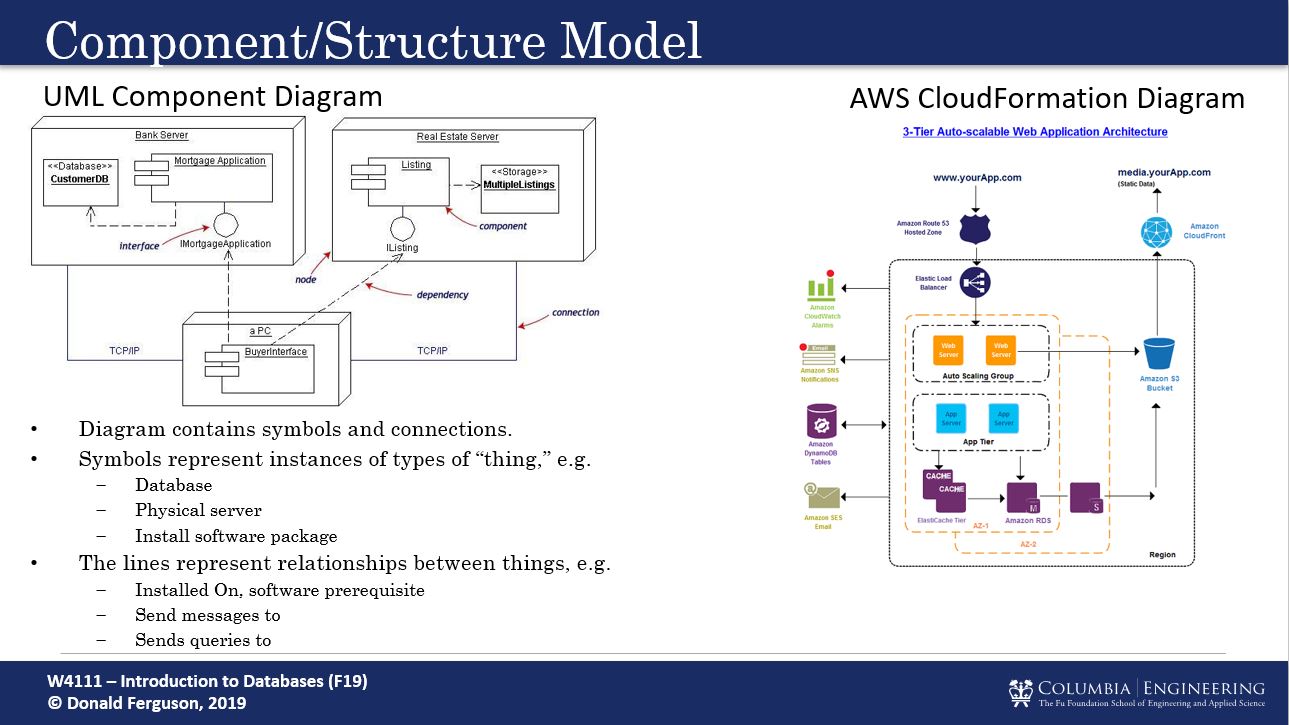 Component/Structure Model
UML Component Diagram
Bank Server
<<Database>>
CustomerDB
Mortgage Application
interface
IMortgageApplication
Real Estate Server
Listing
<<Storage>>
MultipleListings
component
IListing
node
dependency
connection
a PC
BuyerInterface
TCP/IP
TCP/IP
• Diagram contains symbols and connections.
• Symbols represent instances of types of “thing,” e.g.
– Database
– Physical server
– Install software package
• The lines represent relationships between things, e.g.
– Installed On, software prerequisite
– Send messages to
– Sends queries to
AWS CloudFormation Diagram
3-Tier Auto-scalable Web Application Architecture
www.yourApp.com
media.yourApp.com
(Static Data)
Amazon Route 53
Hosted Zone
Amazon
CloudFront
Elastic Load
Balancer
Amazon
CloudWatch
Alarms
Web
Server
Web
Server
Auto Scaling Group
Email
Amazon SNS
Notifications
Amazon S3
Bucket
App
Server
App
Server
App Tier
Amazon
DynamoDB
Tables
CACHE
CACHE
M
S
ElastiCache Tier
Amazon RDS
AZ-1
AZ-2
@
Amazon SES
Email
Region
W4111 – Introduction to Databases (F19)
© Donald Ferguson, 2019
COLUMBIA | ENGINEERING
The Fu Foundation School of Engineering and Applied Science